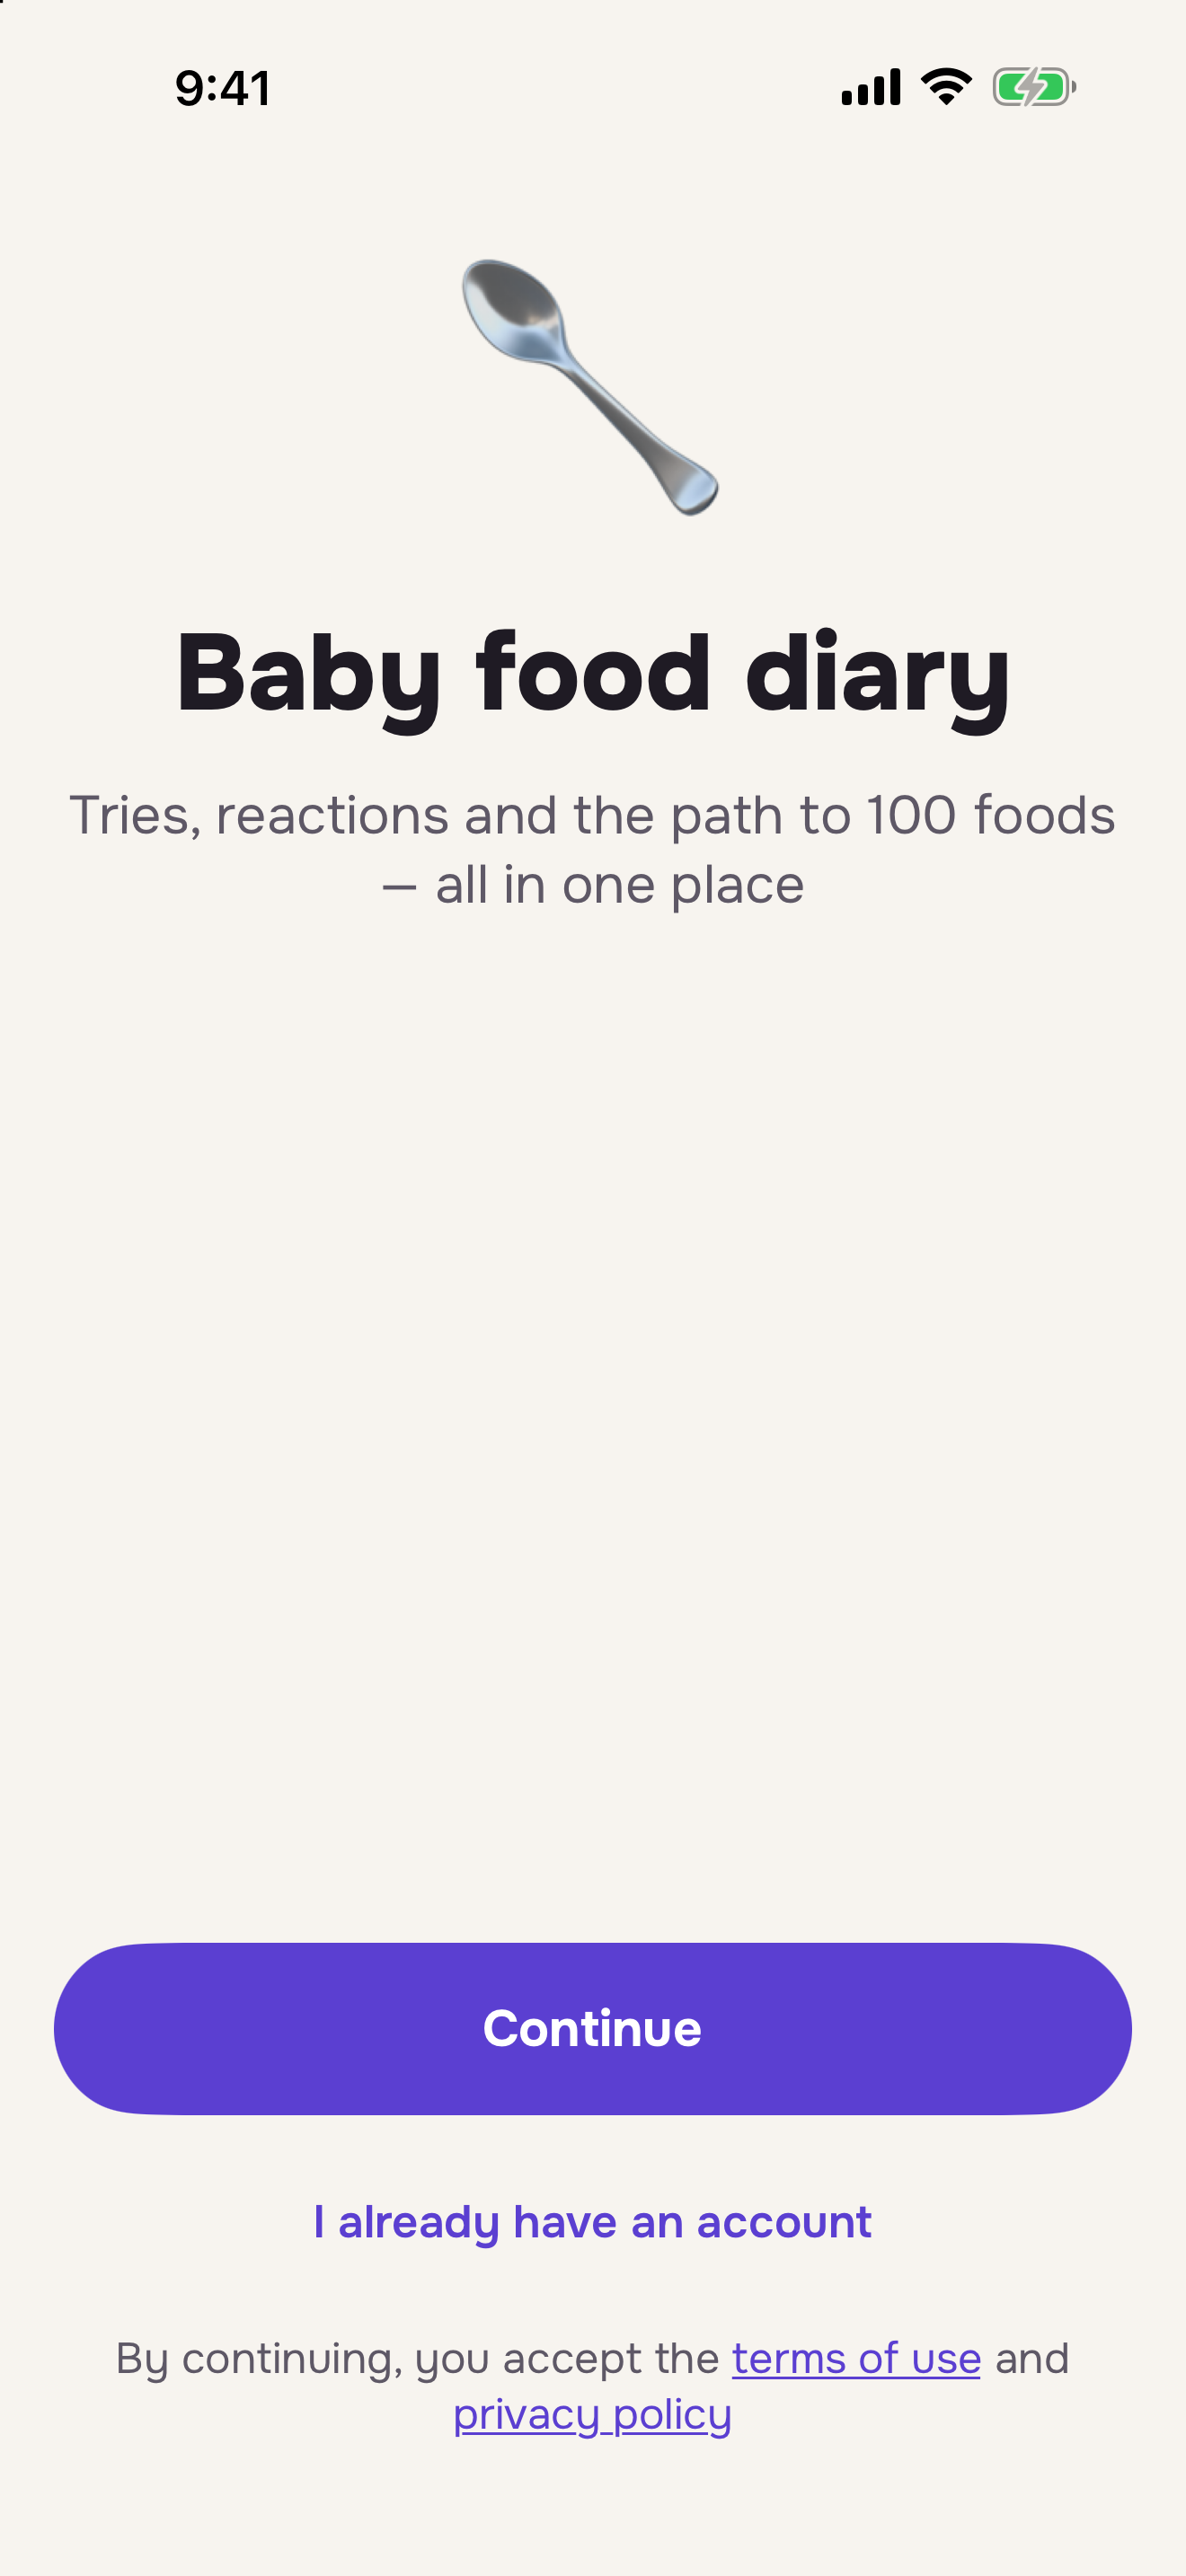 9:41
Baby food diary
Tries, reactions and the path to 100 foods
— all in one place
Continue
I already have an account
By continuing, you accept the terms of use and
privacy policy